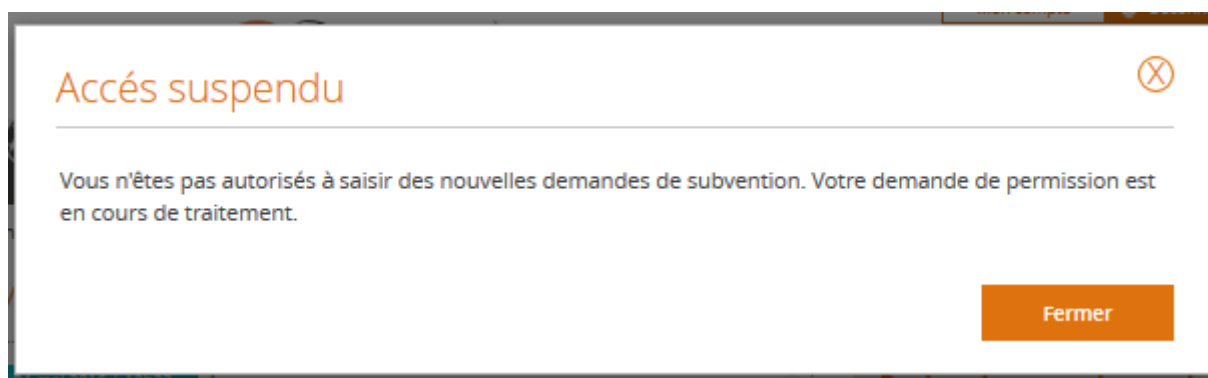 Accés suspendu
Vous n'êtes pas autorisés à saisir des nouvelles demandes de subvention. Votre demande de permission est
en cours de traitement.
Fermer